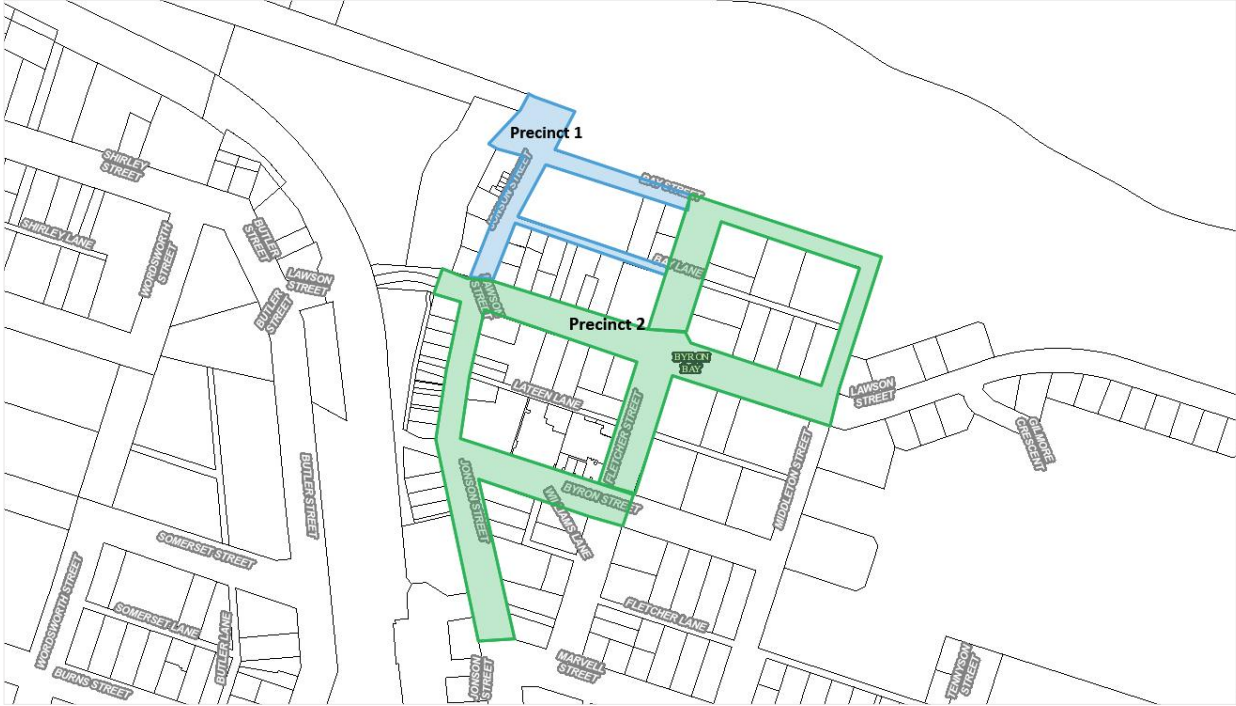 Precinct 1
SHIRLEY
STREET
BAY STREET
JONSON STREET
SHIRLEY LANE
WORDSWORTH
STREET
BUTLER
STREET
BAY LANE
LAWSON
STREET
LAWSON
STREET
BUTLER
STREET
Precinct 2
BYRON
BAY
LATEEN LANE
FLETCHER STREET
LAWSON
STREET
GILMORE
CRESCENT
BUTLER STREET
JONSON STREET
BYRON STREET
MIDDLETON STREET
WILLIAMS LANE
SOMERSET STREET
WORDSWORTH STREET
SOMERSET LANE
BUTLER LANE
FLETCHER LANE
BURNS STREET
JONSON
STREET
MARVELL
STREET
TENNYSON
STREET